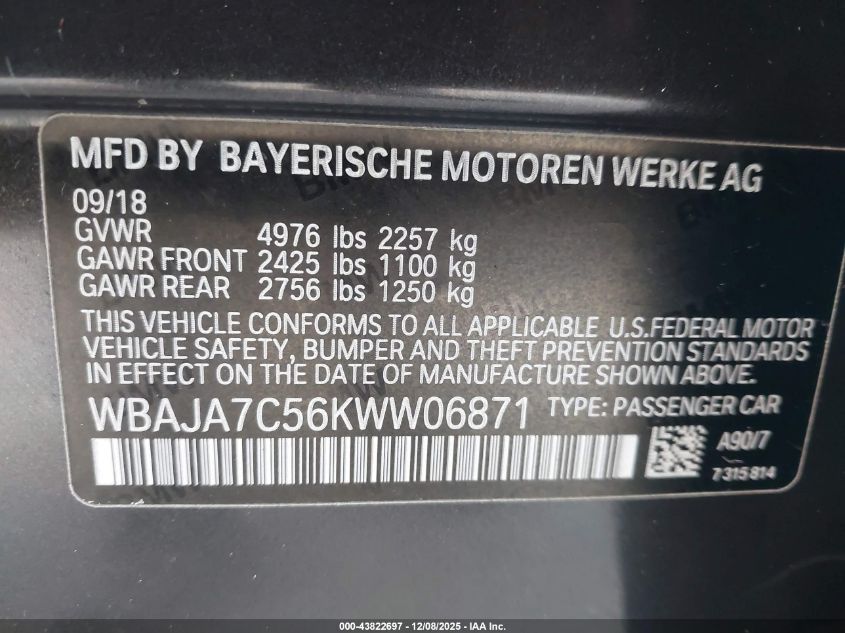 MFD BY BAYERISCHE MOTOREN WERKE AG
09/18
GVWR 4976 lbs 2257 kg
GAWR FRONT 2425 lbs 1100 kg
GAWR REAR 2756 lbs 1250 kg
THIS VEHICLE CONFORMS TO ALL APPLICABLE U.S.FEDERAL MOTOR
VEHICLE SAFETY, BUMPER AND THEFT PREVENTION STANDARDS
IN EFFECT ON THE DATE OF MANUFACTURE SHOWN ABOVE.
WBAJA7C56KWW06871 TYPE: PASSENGER CAR
A90/7
7315814
000-43822697 - 12/08/2025 - IAA Inc.